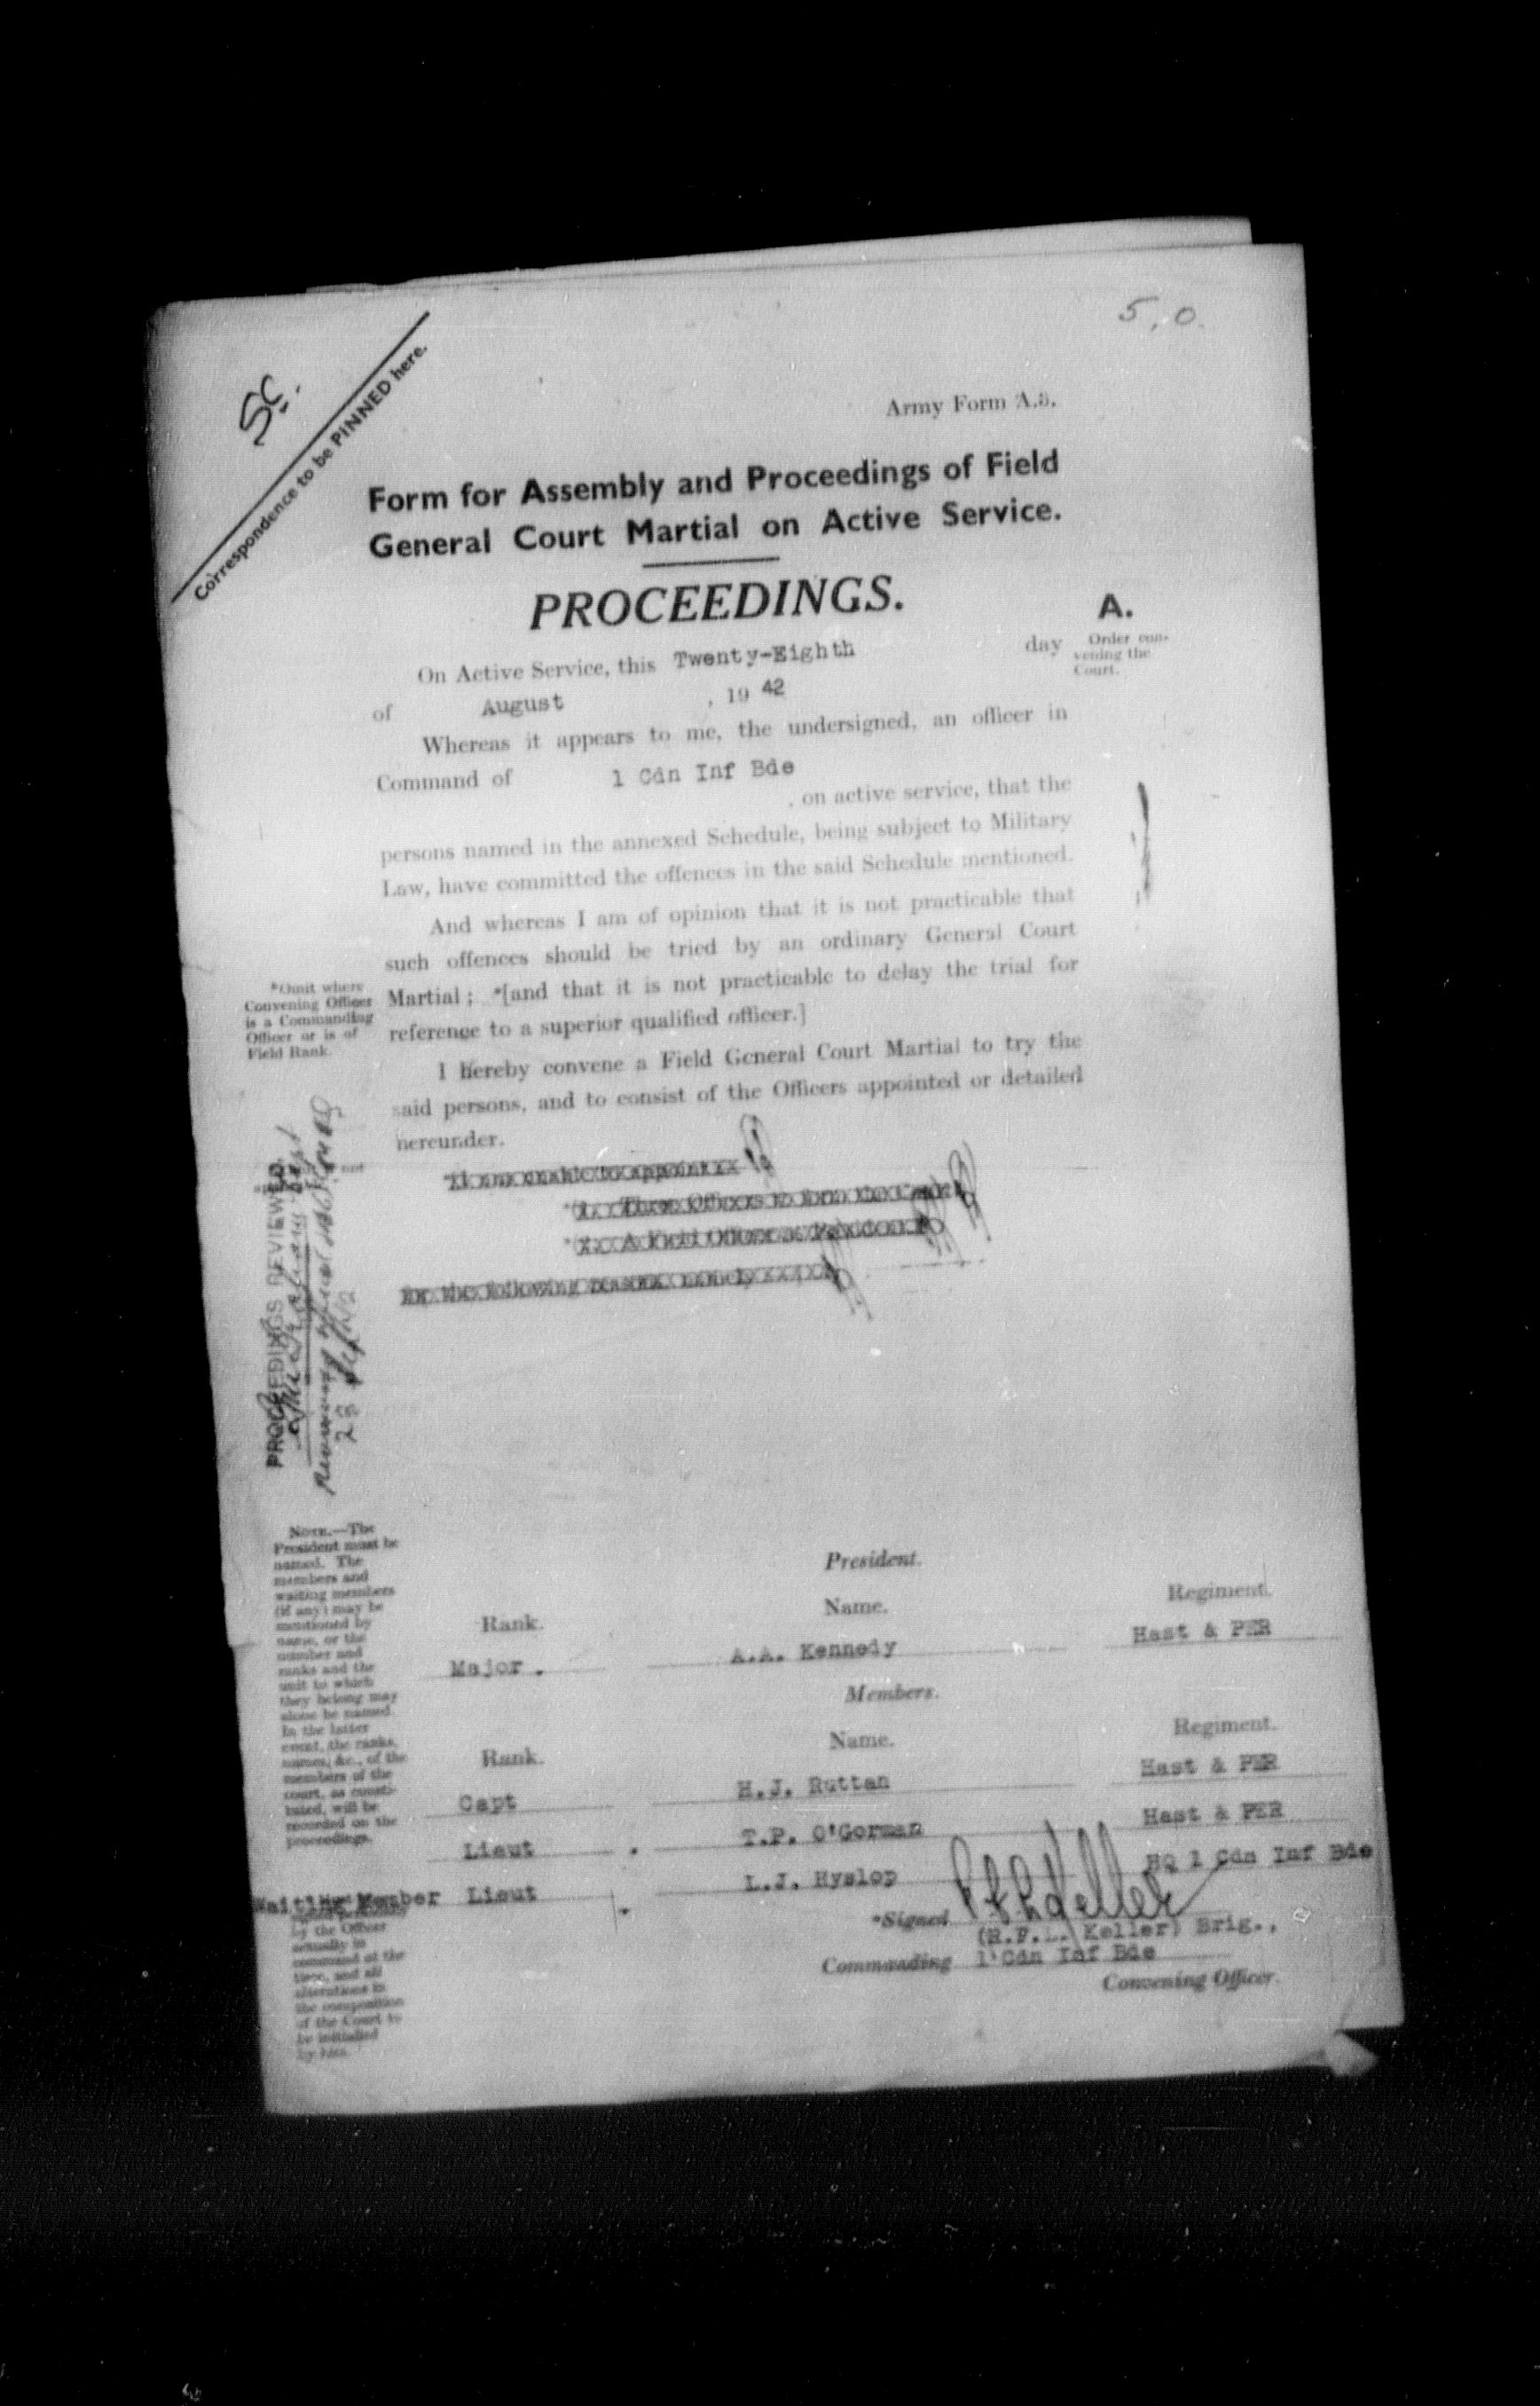 5,0.
SC.
Correspondence to be PINNED here.
Army Form A.3.
Form for Assembly and Proceedings of Field
General Court Martial on Active Service.
PROCEEDINGS.
A.
Order con-
vening the
Court.
On Active Service, this Twenty-Eighth day
of August , 19 42
Whereas it appears to me, the undersigned, an officer in
Command of 1 Cdn Inf Bde
, on active service, that the
persons named in the annexed Schedule, being subject to Military
Law, have committed the offences in the said Schedule mentioned.
And whereas I am of opinion that it is not practicable that
such offences should be tried by an ordinary General Court
Martial; *[and that it is not practicable to delay the trial for
reference to a superior qualified officer.]
*Omit where
Convening Officer
is a Commanding
Officer or is of
Field Rank.
I hereby convene a Field General Court Martial to try the
said persons, and to consist of the Officers appointed or detailed
hereunder.
PROCEEDINGS REVIEWED
NOTE.—The
President must be
named. The
members and
waiting members
(if any) may be
mentioned by
name, or the
number and
ranks and the
unit to which
they belong may
alone be named.
In the latter
event, the ranks,
names, &c., of the
members of the
court, as consti-
tuted, will be
recorded on the
proceedings.
President.
Rank. Name. Regiment.
Major. A.A. Kennedy Hast & PER
Members.
Rank. Name. Regiment.
Capt H.J. Ruttan Hast & PER
Lieut . T.P. O'Gorman Hast & PER
Waiting Member Lieut . L.J. Hyslop HQ 1 Cdn Inf Bde
by the Officer
actually in
command at the
time, and all
alterations in
the composition
of the Court to
be initialled
by him.
*Signed
(R.F.L. Keller) Brig.,
Commanding 1 Cdn Inf Bde
Convening Officer.